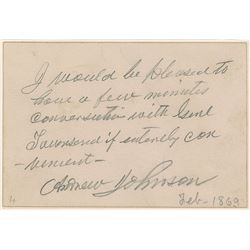 I would be pleased to
have a few minutes
conversation with Genl
Townsend if entirely con
-venient-
Andrew Johnson
Feb-1869